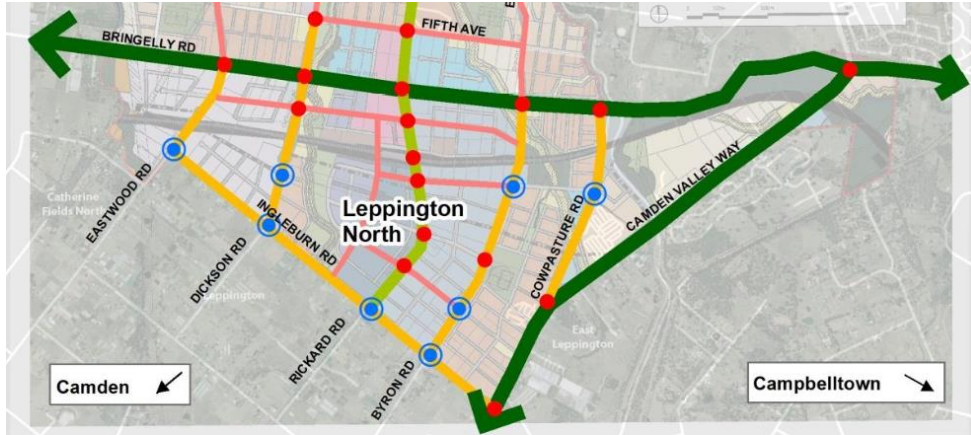 FIFTH AVE
BRINGELLY RD
CAMDEN VALLEY WAY
Catherine
Fields North
EASTWOOD RD
INGLEBURN RD
Leppington
North
COWPASTURE RD
DICKSON RD
Leppington
RICKARD RD
East
Leppington
BYRON RD
Camden
Campbelltown